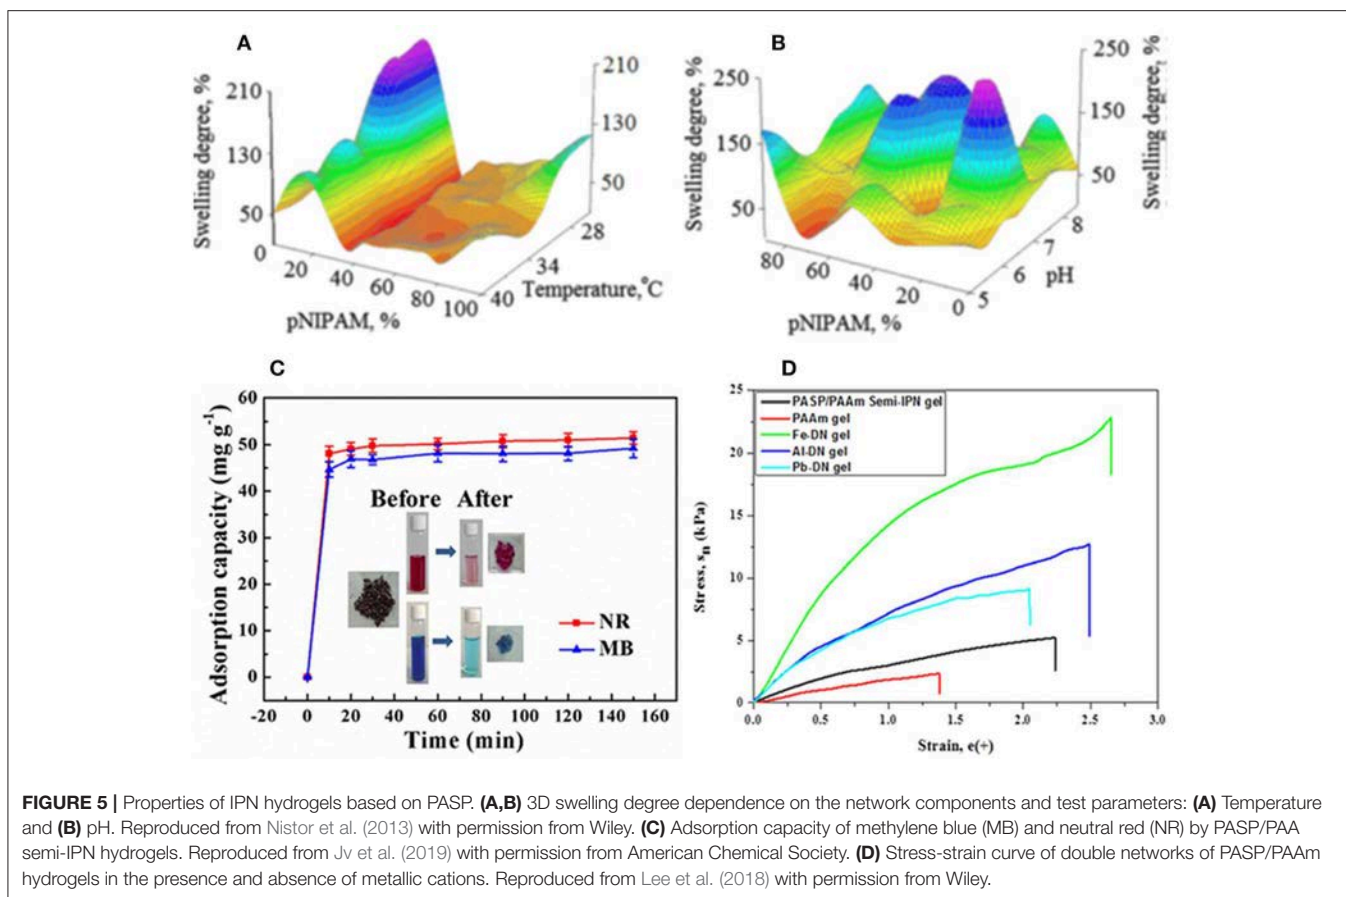 A
210
130
50
0
Swelling degree, %
20
40
60
80
100
pNIPAM, %
40
34
28
Temperature,°C
210
130
50
Swelling degree, %
B
250
150
50
Swelling degree, %
80
60
40
20
0
pNIPAM, %
5
6
7
8
pH
250
150
50
Swelling degree, %
C
60
50
40
30
20
10
0
Adsorption capacity (mg g-1)
Before After
NR
MB
-20 0 20 40 60 80 100 120 140 160
Time (min)
D
25
20
15
10
5
0
Stress, sn (kPa)
PASP/PAAm Semi-IPN gel
PAAm gel
Fe-DN gel
Al-DN gel
Pb-DN gel
0.0 0.5 1.0 1.5 2.0 2.5 3.0
Strain, e(+)
FIGURE 5 | Properties of IPN hydrogels based on PASP. (A,B) 3D swelling degree dependence on the network components and test parameters: (A) Temperature
and (B) pH. Reproduced from Nistor et al. (2013) with permission from Wiley. (C) Adsorption capacity of methylene blue (MB) and neutral red (NR) by PASP/PAA
semi-IPN hydrogels. Reproduced from Jv et al. (2019) with permission from American Chemical Society. (D) Stress-strain curve of double networks of PASP/PAAm
hydrogels in the presence and absence of metallic cations. Reproduced from Lee et al. (2018) with permission from Wiley.